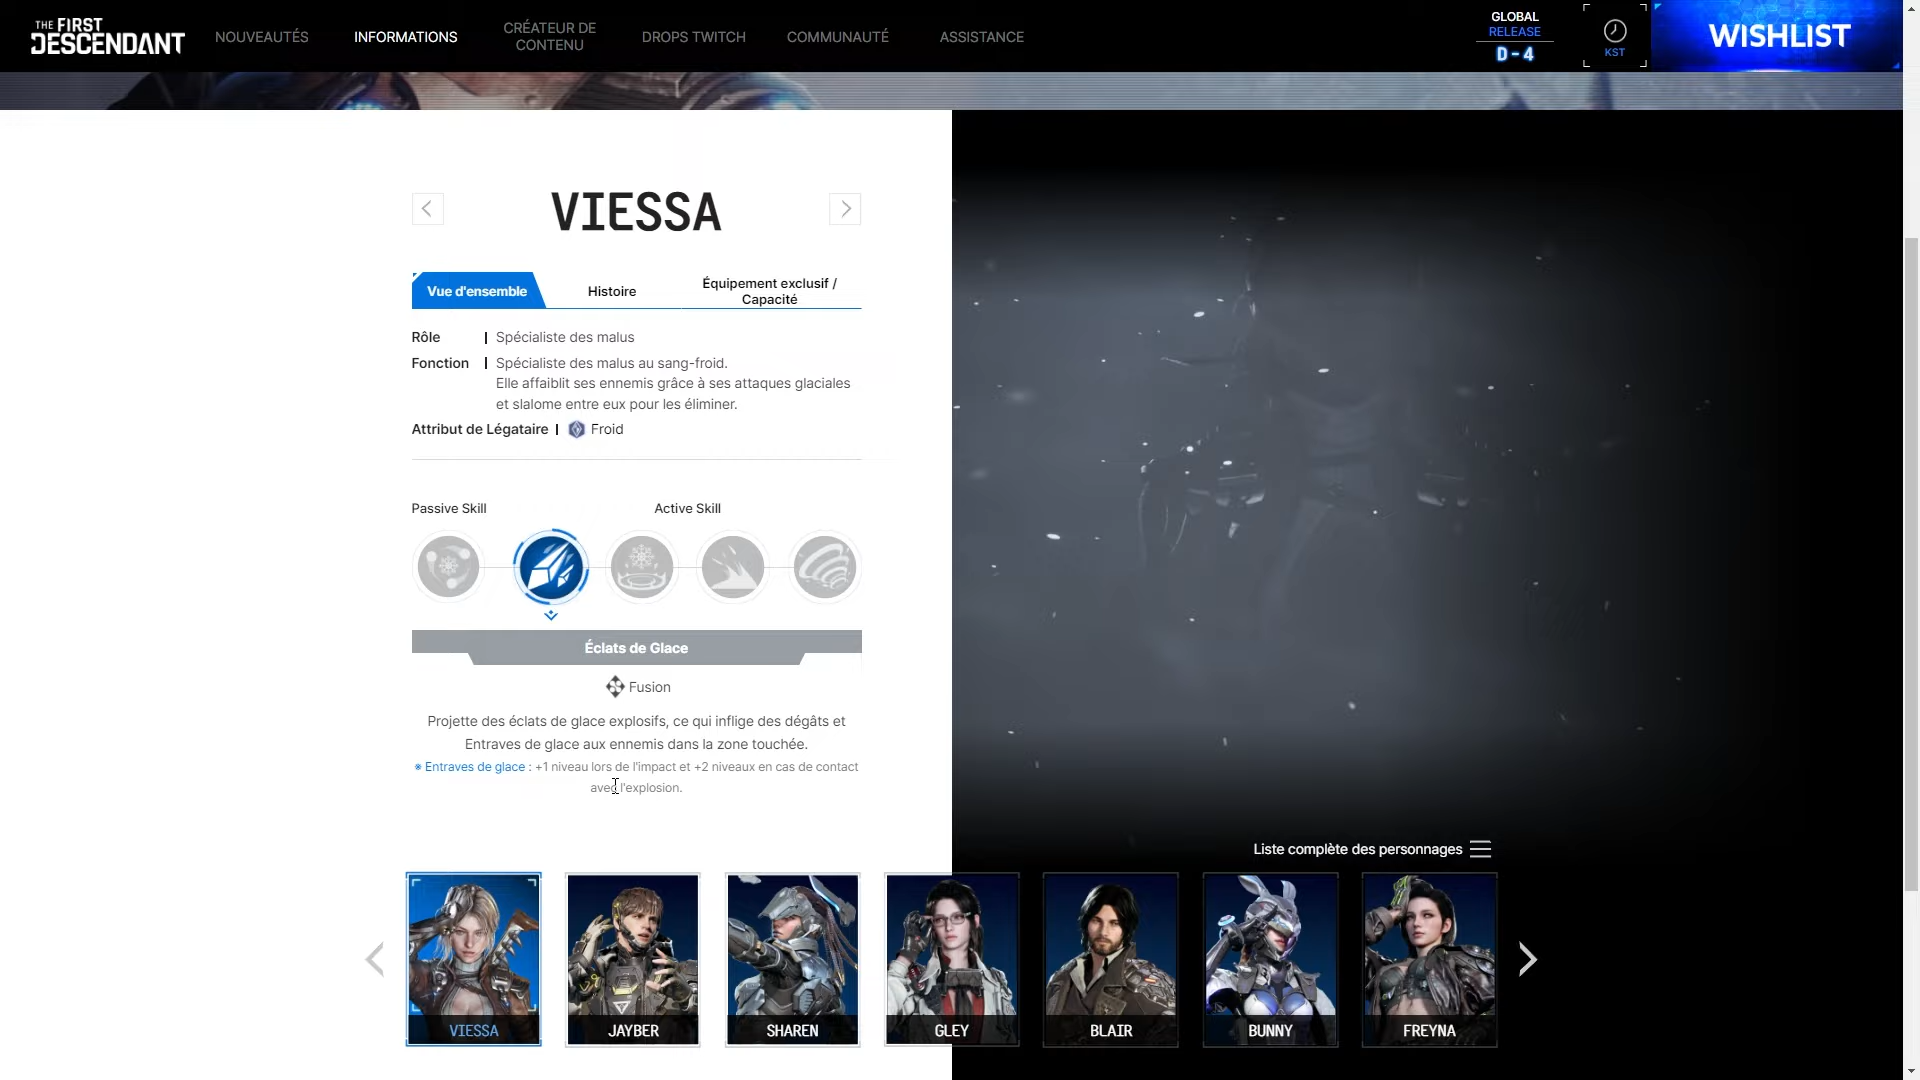 THE FIRST
DESCENDANT
NOUVEAUTÉS
INFORMATIONS
CRÉATEUR DE
CONTENU
DROPS TWITCH
COMMUNAUTÉ
ASSISTANCE
GLOBAL
RELEASE
D-4
KST
WISHLIST
VIESSA
Vue d'ensemble
Histoire
Équipement exclusif /
Capacité
Rôle | Spécialiste des malus
Fonction | Spécialiste des malus au sang-froid.
Elle affaiblit ses ennemis grâce à ses attaques glaciales
et slalome entre eux pour les éliminer.
Attribut de Légataire | Froid
Passive Skill
Active Skill
Éclats de Glace
Fusion
Projette des éclats de glace explosifs, ce qui inflige des dégâts et
Entraves de glace aux ennemis dans la zone touchée.
※ Entraves de glace : +1 niveau lors de l'impact et +2 niveaux en cas de contact
avec l'explosion.
Liste complète des personnages
VIESSA
JAYBER
SHAREN
GLEY
BLAIR
BUNNY
FREYNA